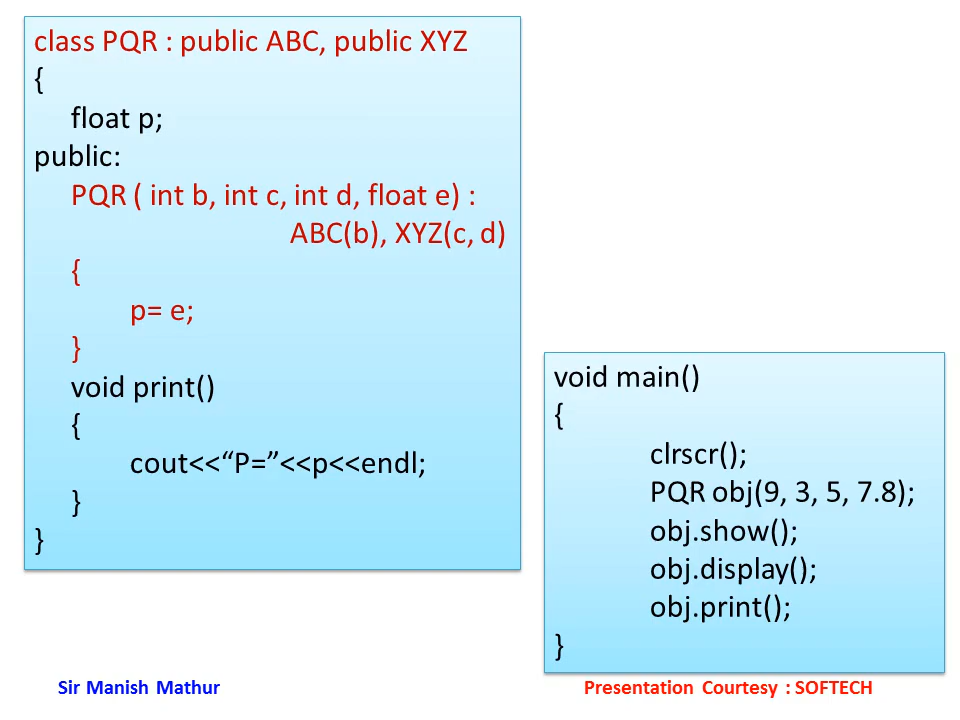 class PQR : public ABC, public XYZ
{
float p;
public:
PQR ( int b, int c, int d, float e) :
ABC(b), XYZ(c, d)
{
p= e;
}
void print()
{
cout<<“P=”<<p<<endl;
}
}
void main()
{
clrscr();
PQR obj(9, 3, 5, 7.8);
obj.show();
obj.display();
obj.print();
}
Sir Manish Mathur
Presentation Courtesy : SOFTECH